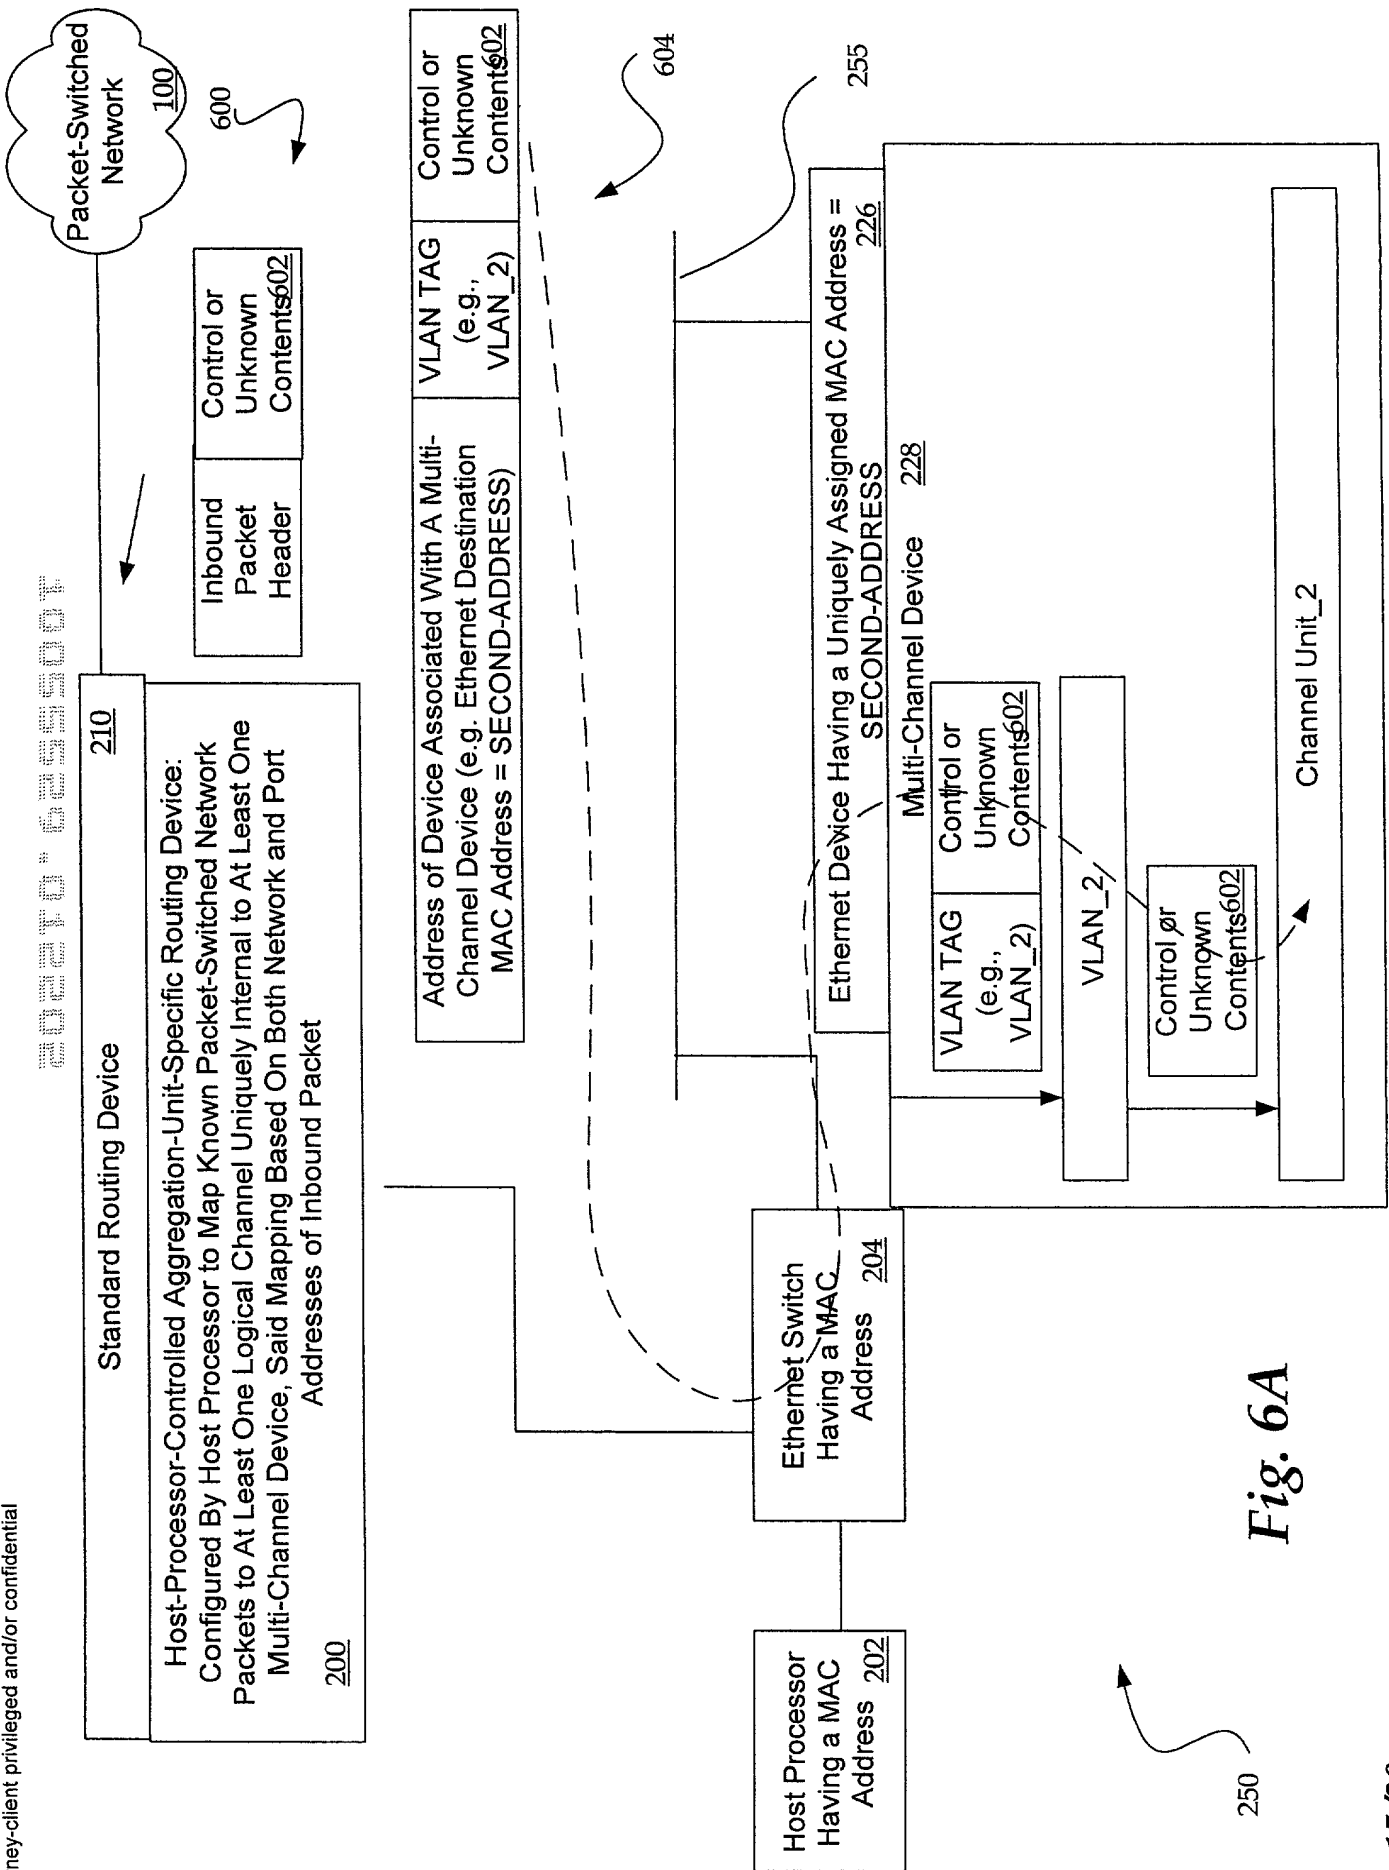 ney-client privileged and/or confidential
Packet-Switched
Network
100
600
Standard Routing Device
210
Host-Processor-Controlled Aggregation-Unit-Specific Routing Device:
Configured By Host Processor to Map Known Packet-Switched Network
Packets to At Least One Logical Channel Uniquely Internal to At Least One
Multi-Channel Device, Said Mapping Based On Both Network and Port
Addresses of Inbound Packet
200
Inbound
Packet
Header
Control or
Unknown
Contents602
Address of Device Associated With A Multi-
Channel Device (e.g. Ethernet Destination
MAC Address = SECOND-ADDRESS)
VLAN TAG
(e.g.,
VLAN_2)
Control or
Unknown
Contents602
604
255
Host Processor
Having a MAC
Address 202
Ethernet Switch
Having a MAC
Address 204
Ethernet Device Having a Uniquely Assigned MAC Address =
SECOND-ADDRESS
226
Multi-Channel Device 228
VLAN TAG
(e.g.,
VLAN_2)
Control or
Unknown
Contents602
VLAN_2
Control or
Unknown
Contents602
Channel Unit_2
250
Fig. 6A